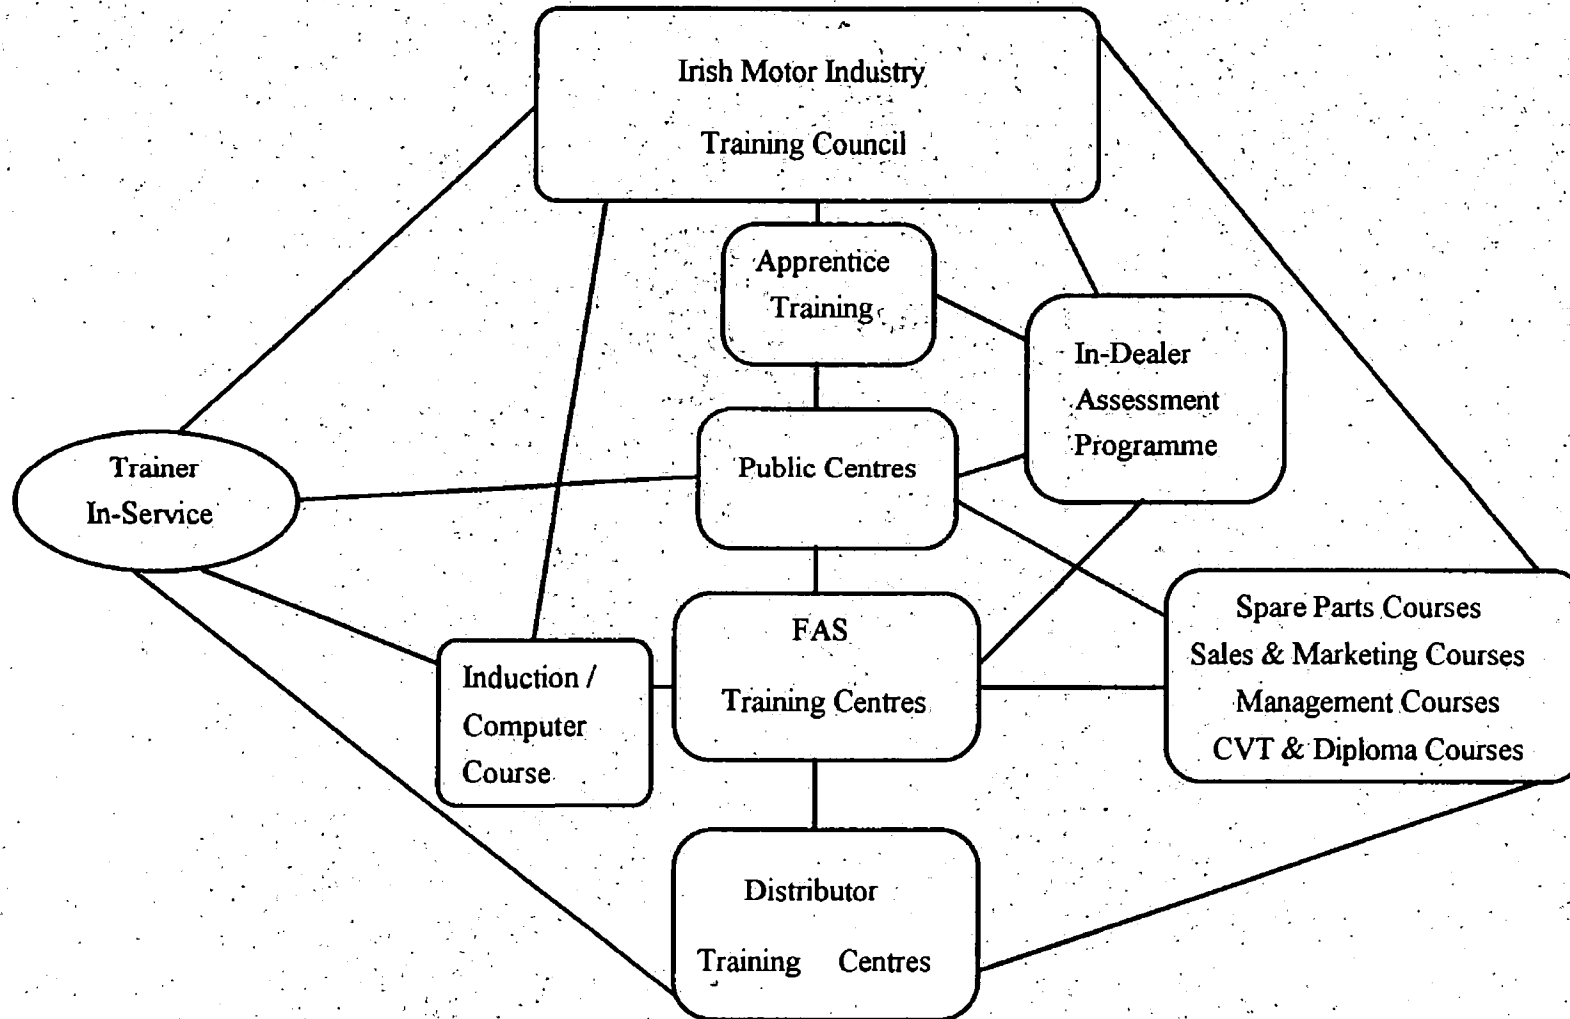 Irish Motor Industry
Training Council
Apprentice
Training
In-Dealer
Assessment
Programme
Public Centres
Trainer
In-Service
FAS
Training Centres
Spare Parts Courses
Sales & Marketing Courses
Management Courses
CVT & Diploma Courses
Induction /
Computer
Course
Distributor
Training Centres